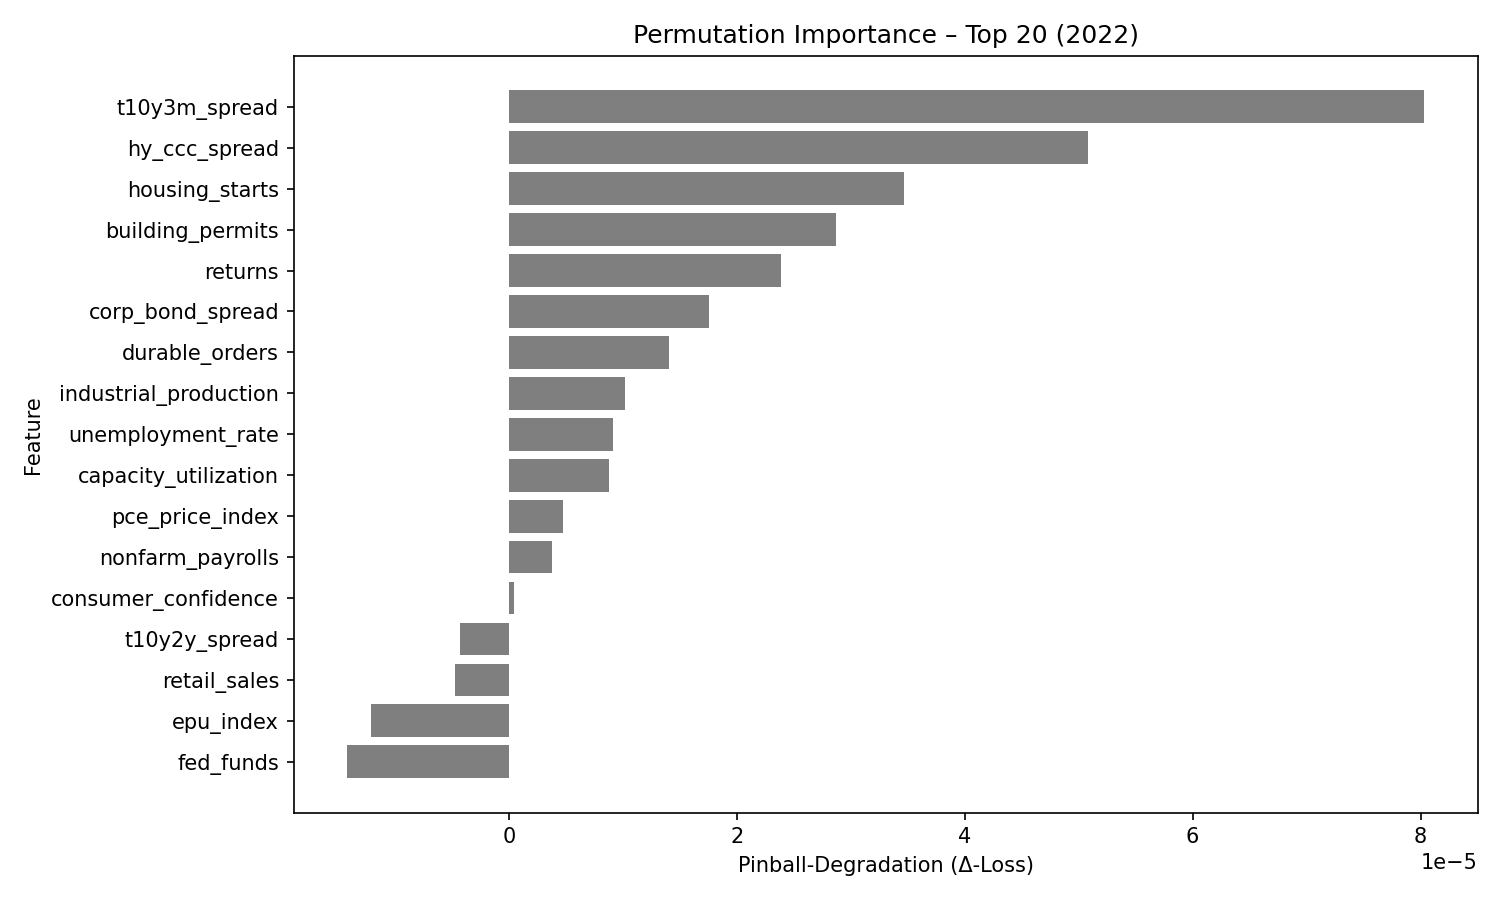 Permutation Importance – Top 20 (2022)
Feature
t10y3m_spread
hy_ccc_spread
housing_starts
building_permits
returns
corp_bond_spread
durable_orders
industrial_production
unemployment_rate
capacity_utilization
pce_price_index
nonfarm_payrolls
consumer_confidence
t10y2y_spread
retail_sales
epu_index
fed_funds
0 2 4 6 8
1e−5
Pinball-Degradation (Δ-Loss)